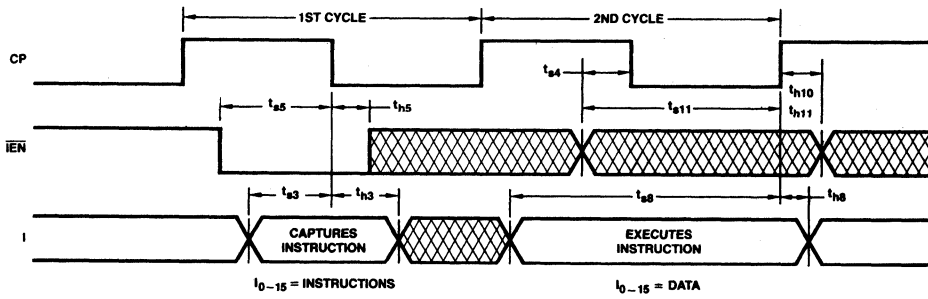 1ST CYCLE
2ND CYCLE
CP
ts4
th10
ts5
th5
ts11
th11
IEN
ts3
th3
ts8
th8
I
CAPTURES
INSTRUCTION
EXECUTES
INSTRUCTION
I0–15 = INSTRUCTIONS
I0–15 = DATA